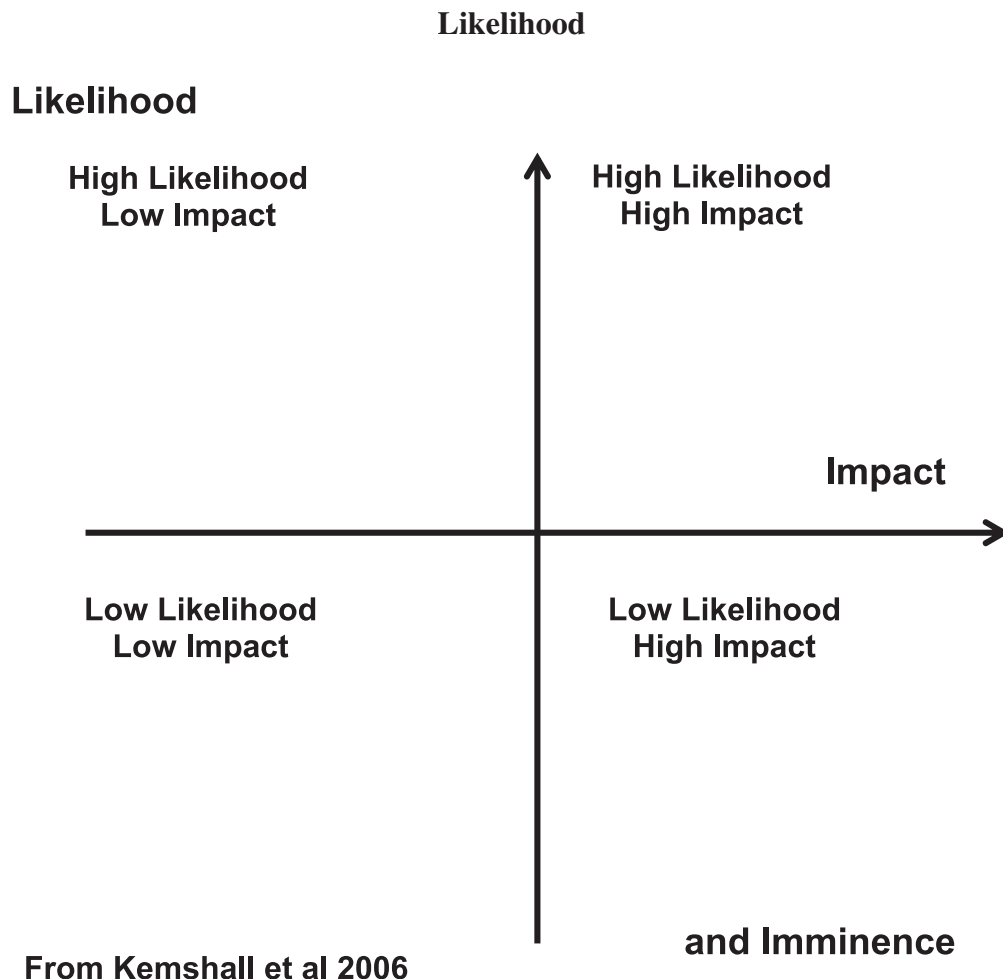 Likelihood
Likelihood
High Likelihood
Low Impact
High Likelihood
High Impact
Impact
Low Likelihood
Low Impact
Low Likelihood
High Impact
and Imminence
From Kemshall et al 2006